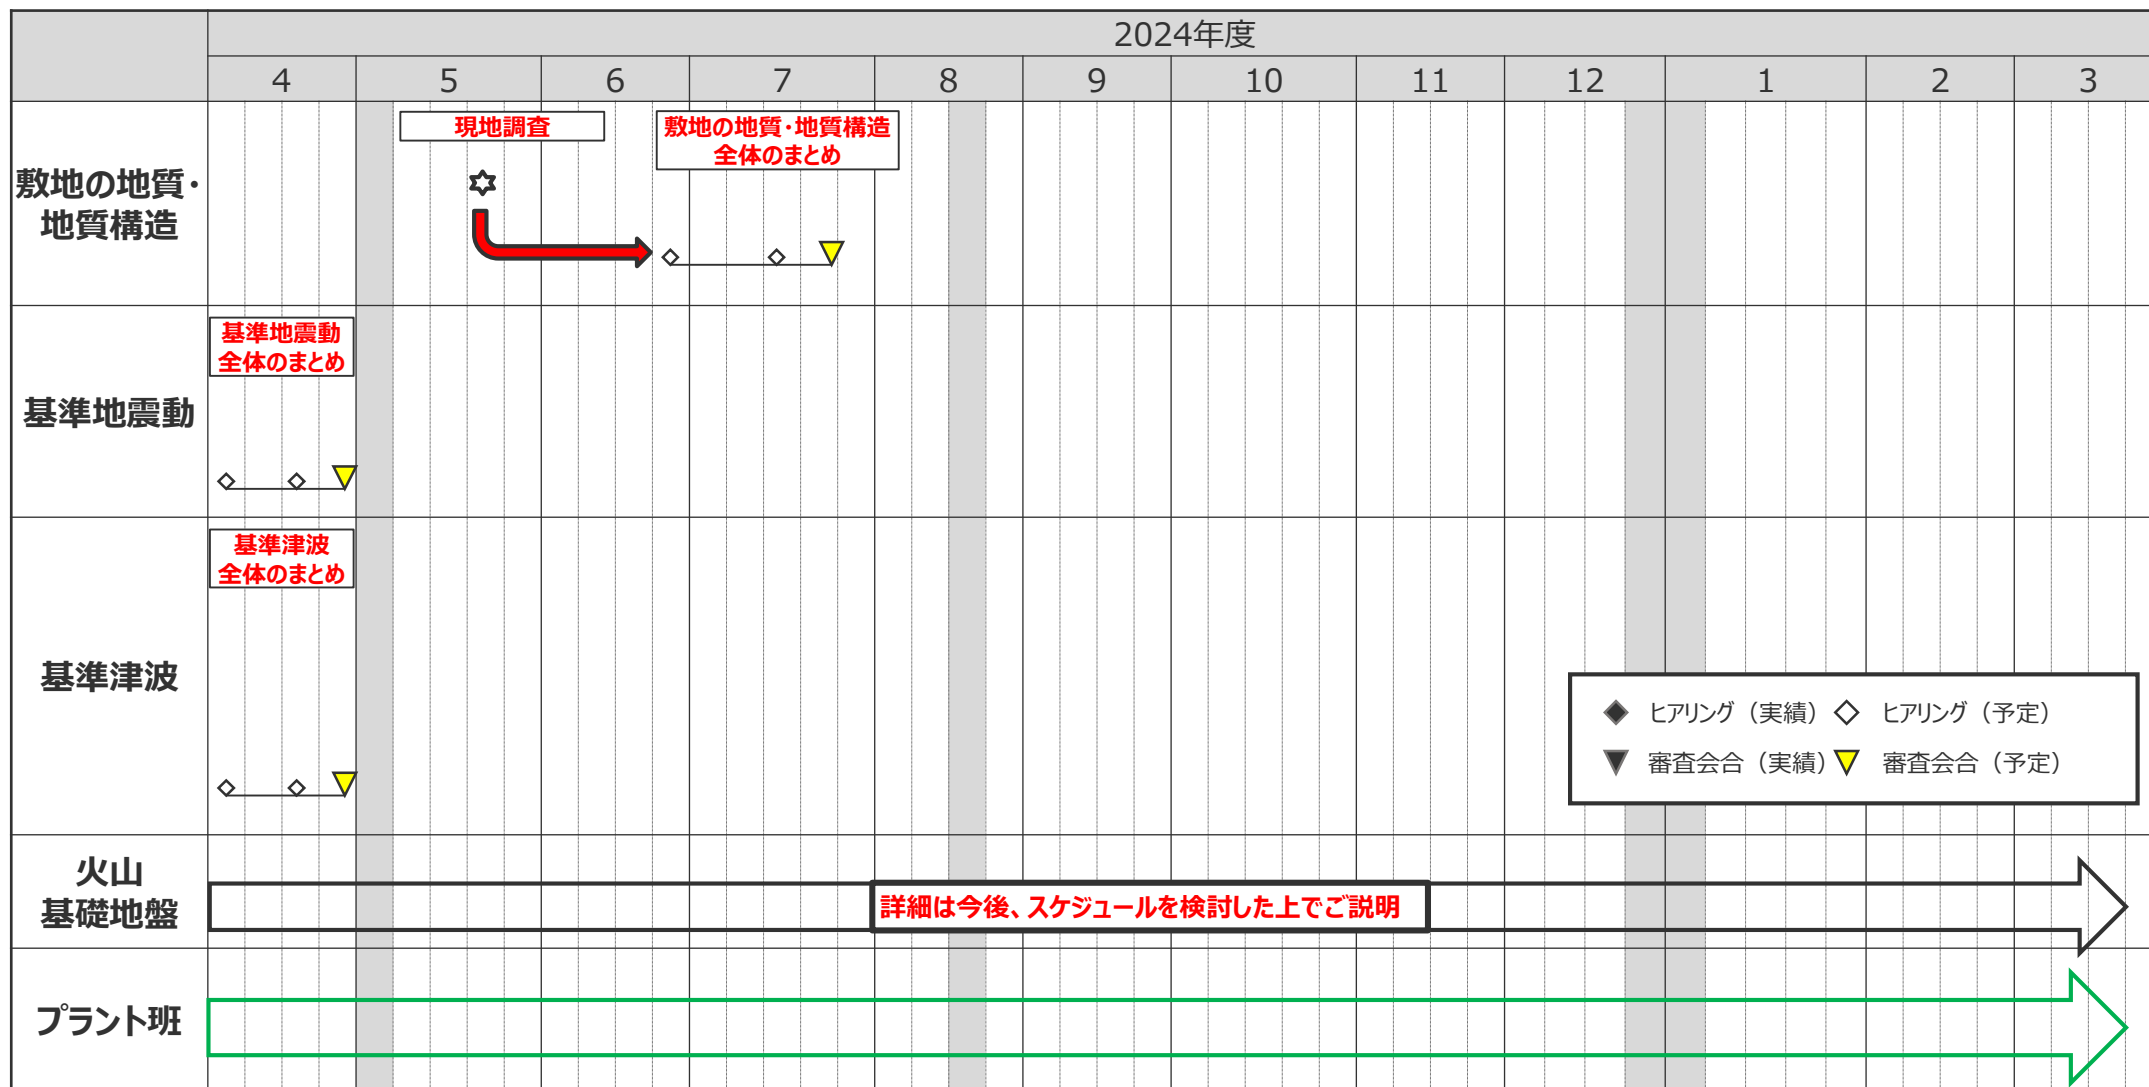 2024年度
4 5 6 7 8 9 10 11 12 1 2 3
敷地の地質・
地質構造
現地調査
敷地の地質・地質構造
全体のまとめ
基準地震動
基準地震動
全体のまとめ
基準津波
基準津波
全体のまとめ
ヒアリング（実績） ヒアリング（予定）
審査会合（実績） 審査会合（予定）
火山
基礎地盤
詳細は今後、スケジュールを検討した上でご説明
プラント班